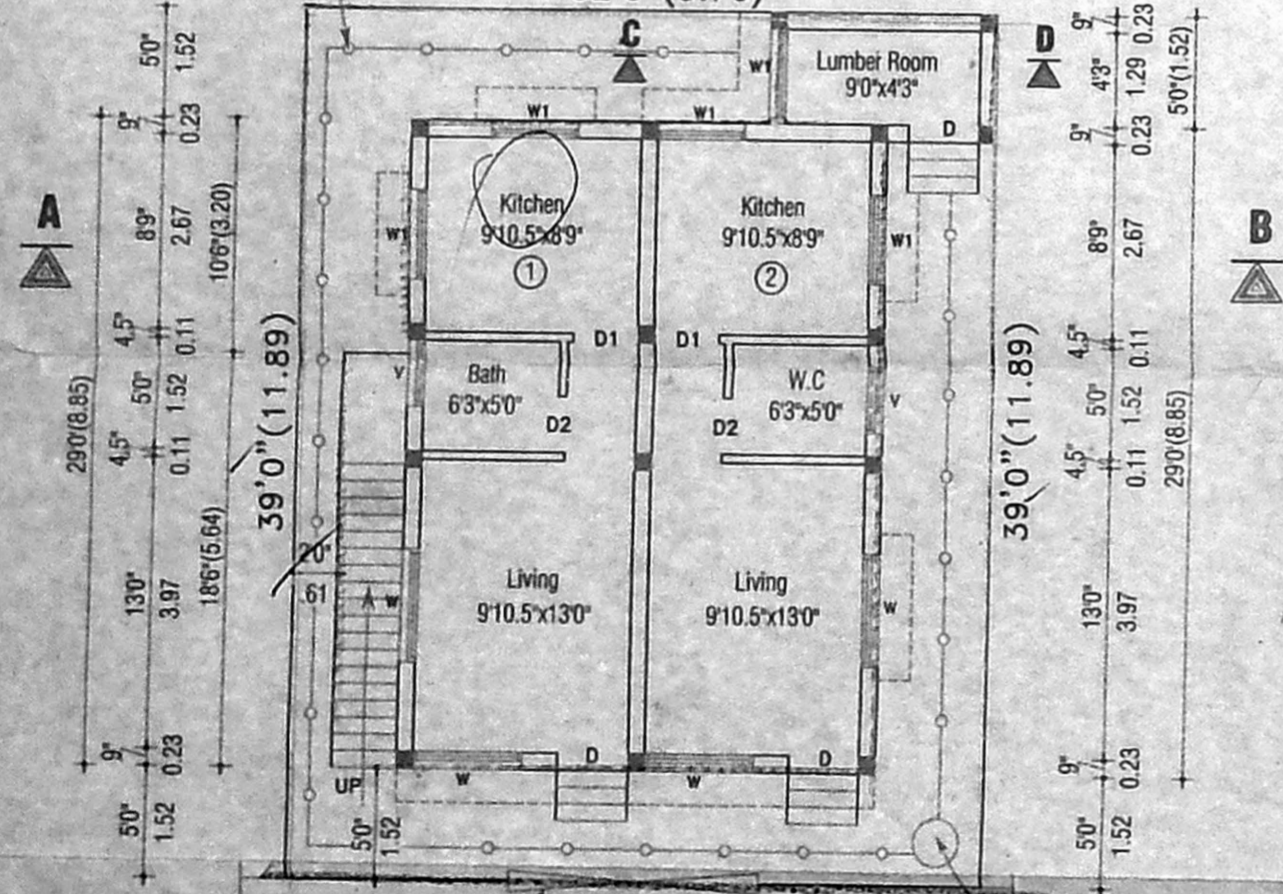 C
D
W1
Lumber Room
9'0"x4'3"
W1
W1
D
A
B
Kitchen
9'10.5"x8'9"
1
Kitchen
9'10.5"x8'9"
2
W1
W1
D1
D1
V
Bath
6'3"x5'0"
D2
D2
W.C
6'3"x5'0"
V
Living
9'10.5"x13'0"
Living
9'10.5"x13'0"
W
W
W
W
D
D
UP
5'0"
1.52
.61
5'0"
1.52
9"
0.23
8'9"
2.67
10'6"(3.20)
4.5"
0.11
5'0"
1.52
4.5"
0.11
29'0"(8.85)
39'0"(11.89)
13'0"
3.97
18'6"(5.64)
9"
0.23
5'0"
1.52
9"
0.23
4'3"
1.29
5'0"(1.52)
9"
0.23
8'9"
2.67
4.5"
0.11
5'0"
1.52
4.5"
0.11
29'0"(8.85)
39'0"(11.89)
13'0"
3.97
9"
0.23
5'0"
1.52